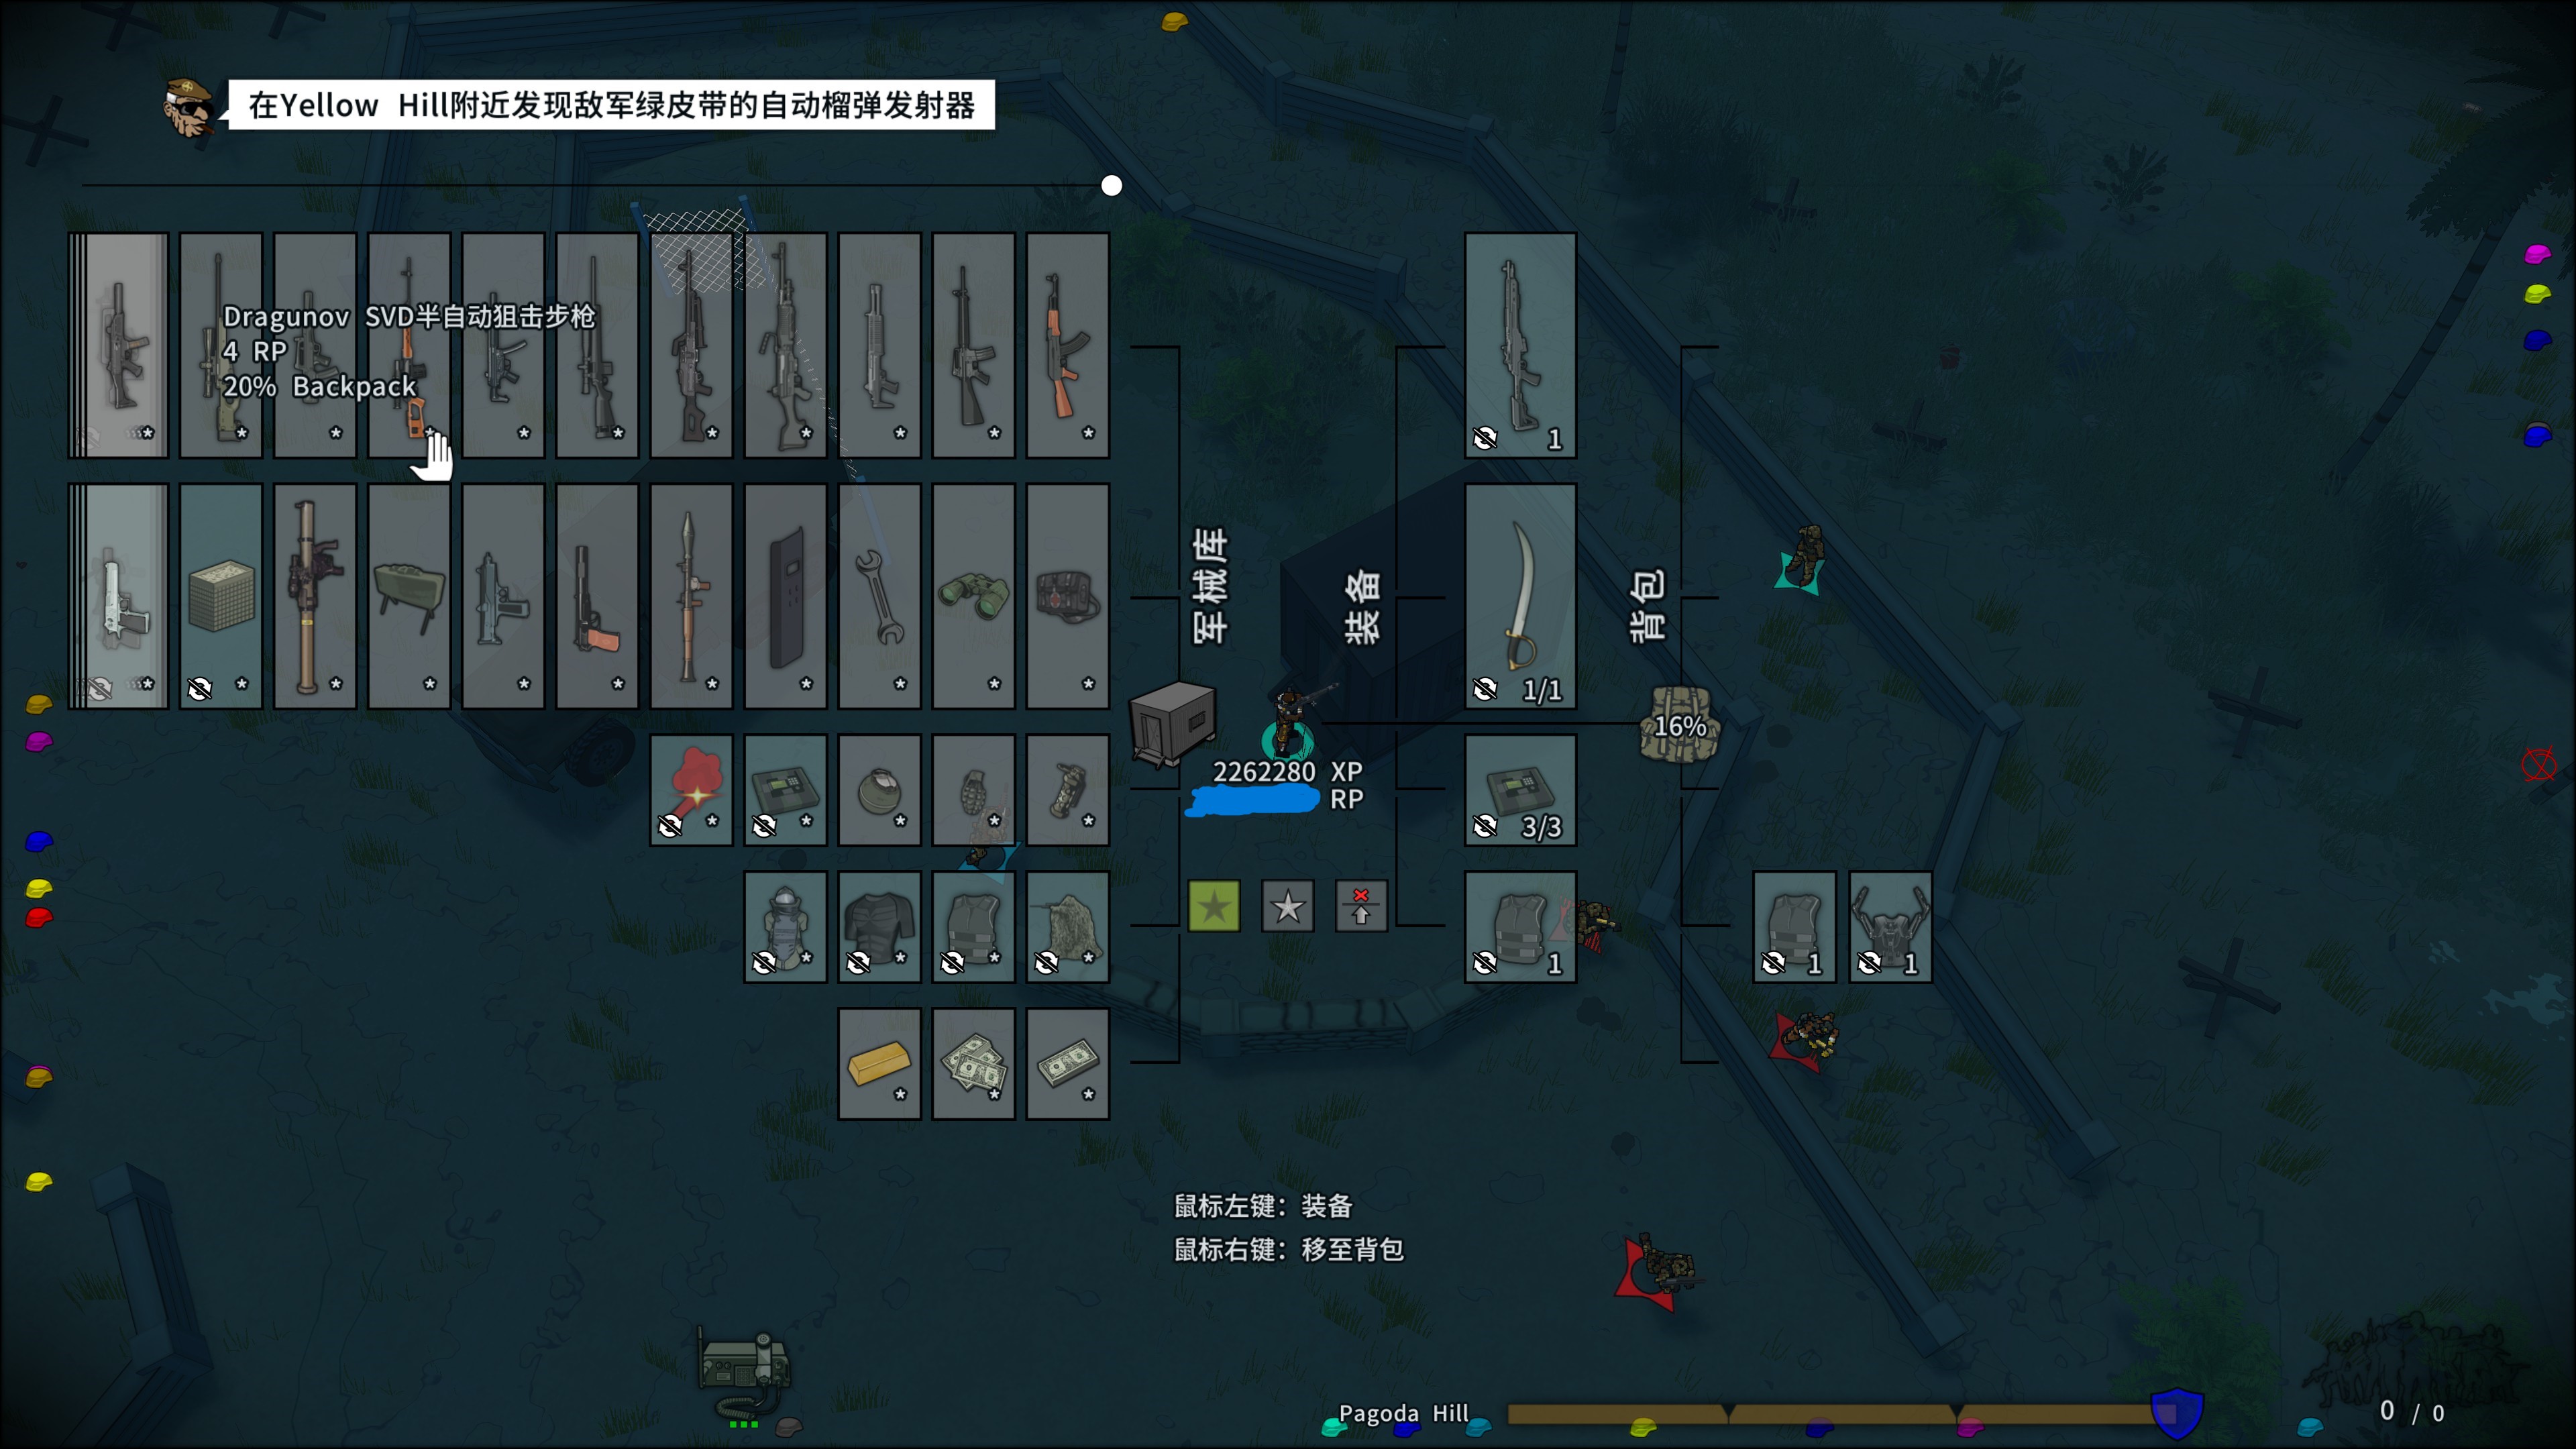 在Yellow Hill附近发现敌军绿皮带的自动榴弹发射器
Dragunov SVD半自动狙击步枪
4 RP
20% Backpack
军械库
装备
背包
1
1/1
16%
2262280 XP
RP
3/3
1
1
1
鼠标左键：装备
鼠标右键：移至背包
Pagoda Hill
0 / 0